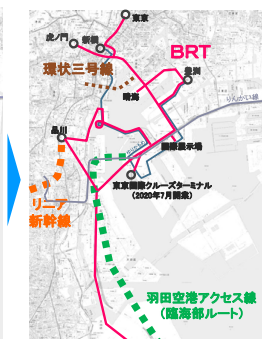 東京
虎ノ門
新橋
BRT
環状三号線
豊洲
晴海
りんかい線
品川
国際展示場
東京国際クルーズターミナル
(2020年7月開業)
リニア
新幹線
羽田空港アクセス線
(臨海部ルート)